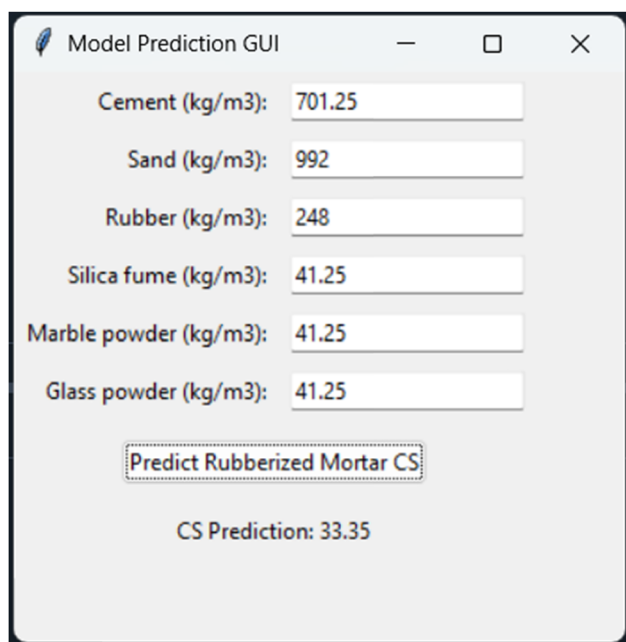 Model Prediction GUI
Cement (kg/m3): 701.25
Sand (kg/m3): 992
Rubber (kg/m3): 248
Silica fume (kg/m3): 41.25
Marble powder (kg/m3): 41.25
Glass powder (kg/m3): 41.25
Predict Rubberized Mortar CS
CS Prediction: 33.35